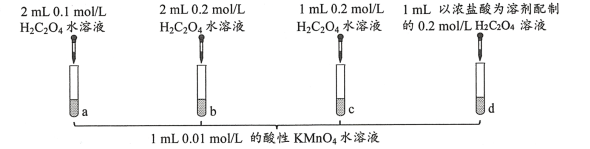 2 mL 0.1 mol/L
H₂C₂O₄ 水溶液
2 mL 0.2 mol/L
H₂C₂O₄ 水溶液
1 mL 0.2 mol/L
H₂C₂O₄ 水溶液
1 mL 以浓盐酸为溶剂配制
的 0.2 mol/L H₂C₂O₄ 溶液
a
b
c
d
1 mL 0.01 mol/L 的酸性 KMnO₄ 水溶液